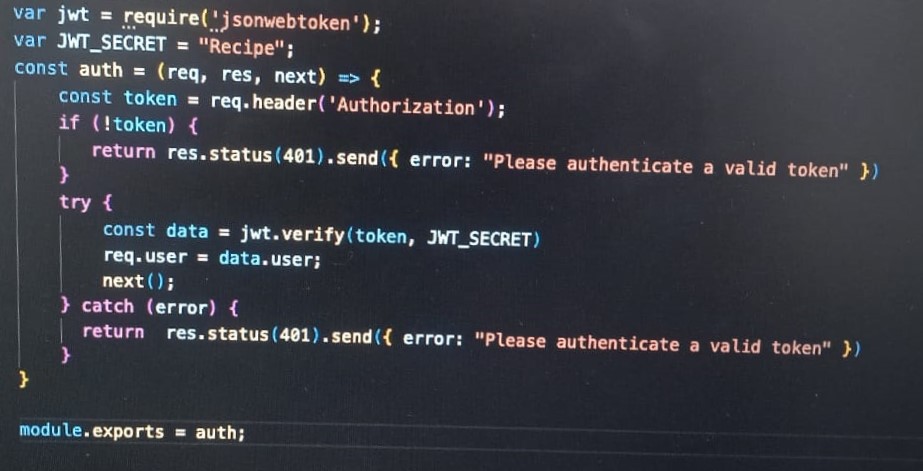 var jwt = require('jsonwebtoken');
var JWT_SECRET = "Recipe";
const auth = (req, res, next) => {
    const token = req.header('Authorization');
    if (!token) {
        return res.status(401).send({ error: "Please authenticate a valid token" })
    }
    try {
        const data = jwt.verify(token, JWT_SECRET)
        req.user = data.user;
        next();
    } catch (error) {
        return  res.status(401).send({ error: "Please authenticate a valid token" })
    }
}
module.exports = auth;